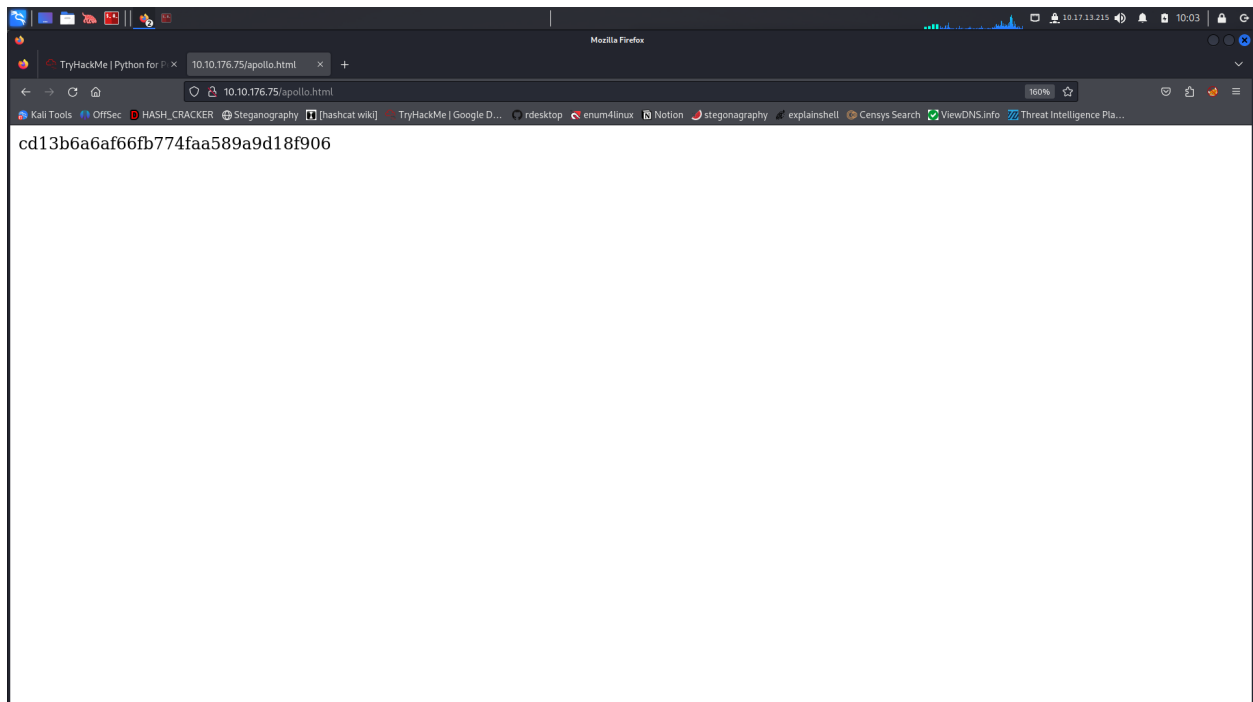 10.17.13.215
10:03
Mozilla Firefox
TryHackMe | Python for P
10.10.176.75/apollo.html
10.10.176.75/apollo.html
160%
Kali Tools
OffSec
HASH_CRACKER
Steganography
[hashcat wiki]
TryHackMe | Google D...
rdesktop
enum4linux
Notion
stegonagraphy
explainshell
Censys Search
ViewDNS.info
Threat Intelligence Pla...
cd13b6a6af66fb774faa589a9d18f906